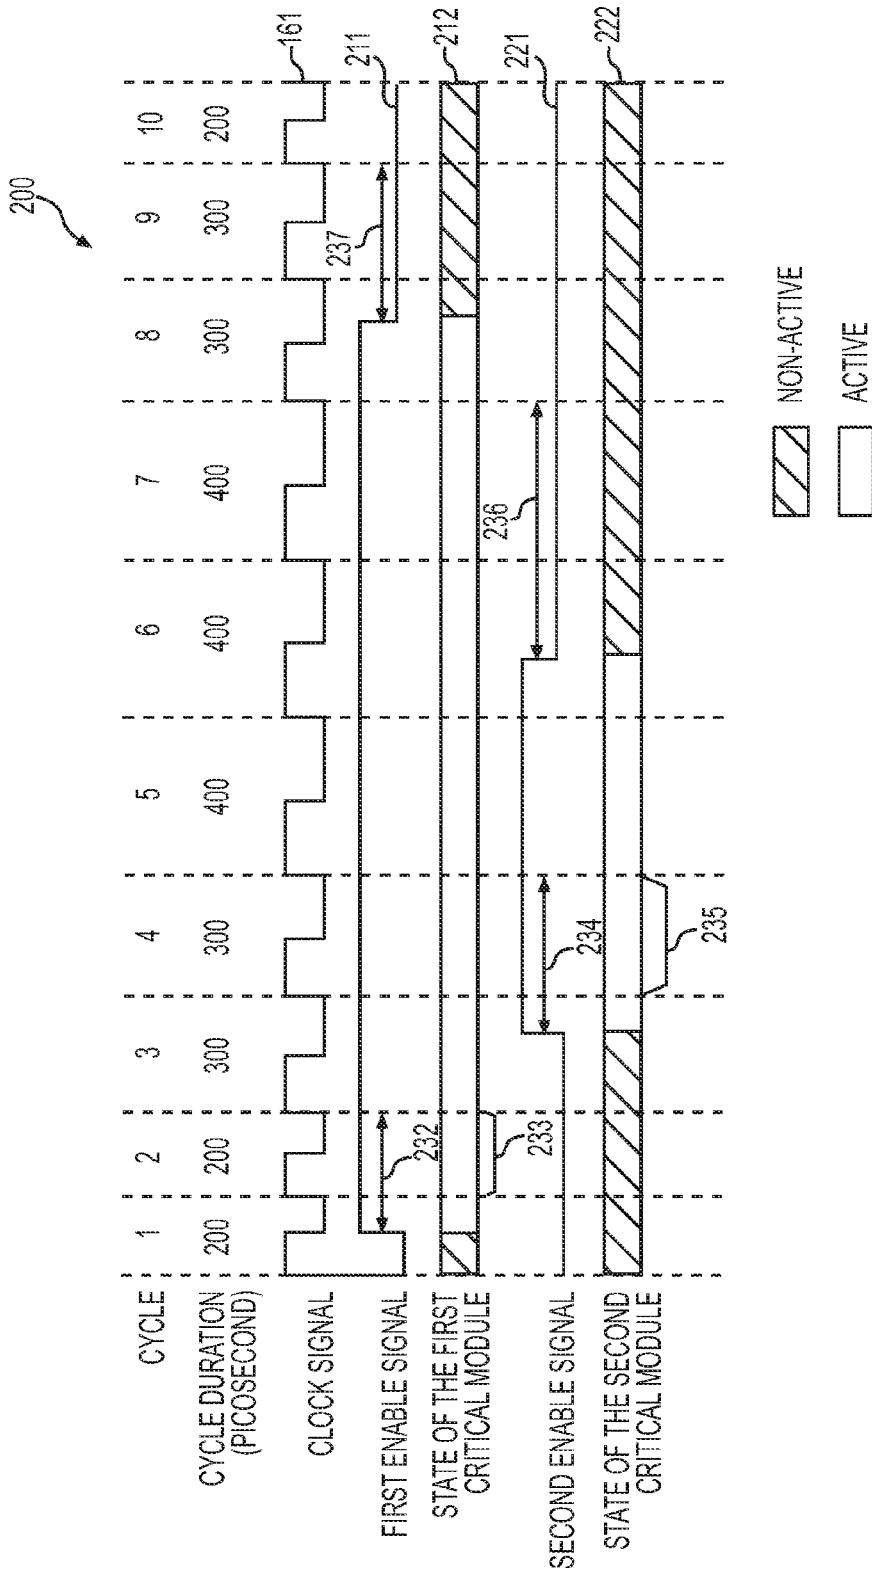 200
CYCLE 1 2 3 4 5 6 7 8 9 10
CYCLE DURATION
(PICOSECOND) 200 200 300 300 400 400 400 300 300 200
CLOCK SIGNAL 161
FIRST ENABLE SIGNAL 232 237 211
STATE OF THE FIRST
CRITICAL MODULE 212
233
SECOND ENABLE SIGNAL 234 236 221
STATE OF THE SECOND
CRITICAL MODULE 222
235
NON-ACTIVE
ACTIVE